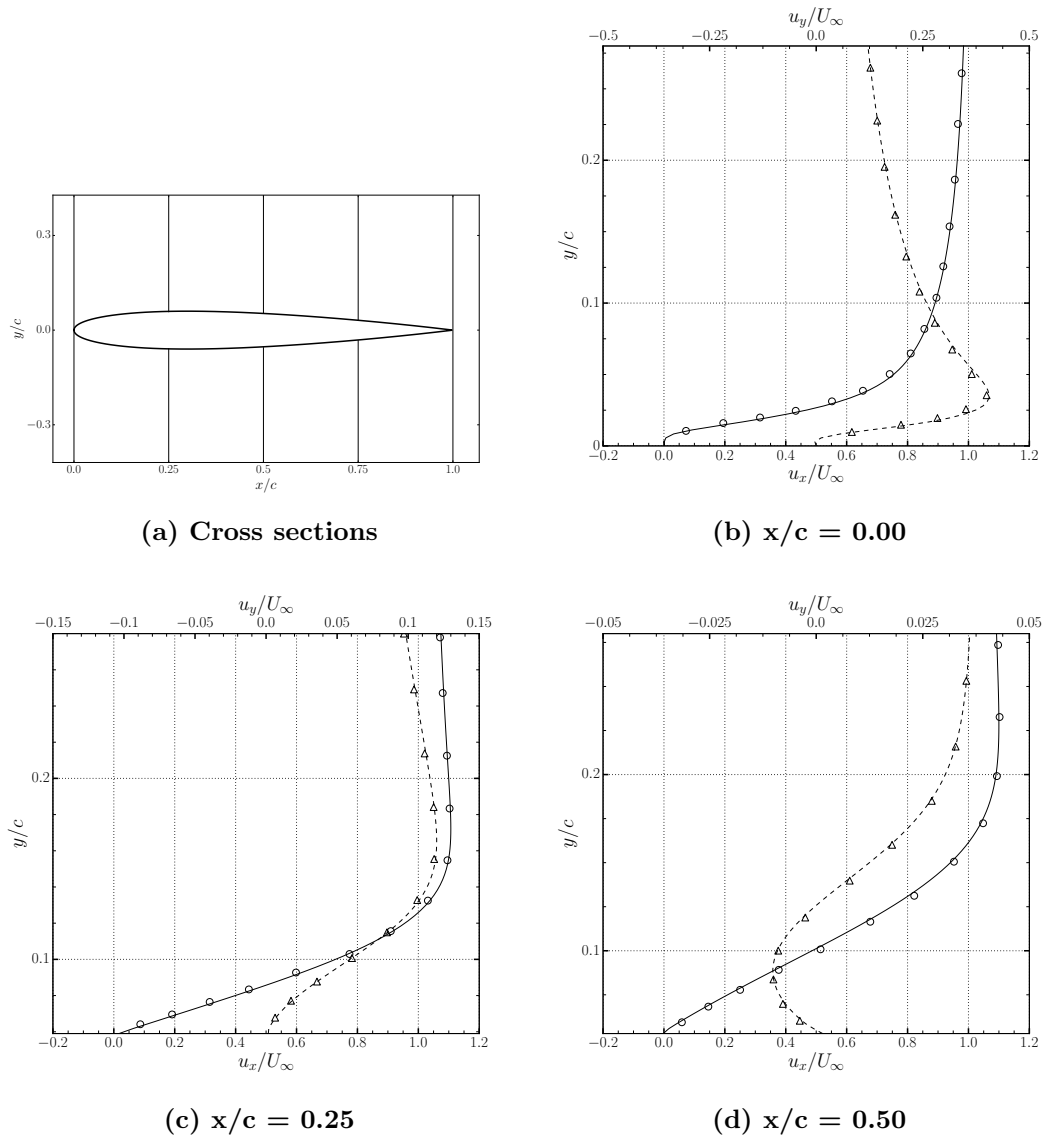 0.3
0.0
−0.3
y/c
0.0 0.25 0.5 0.75 1.0
x/c
(a) Cross sections
u_y/U_∞
−0.5 −0.25 0.0 0.25 0.5
0.2
0.1
0
y/c
−0.2 0.0 0.2 0.4 0.6 0.8 1.0 1.2
u_x/U_∞
(b) x/c = 0.00
u_y/U_∞
−0.15 −0.1 −0.05 0.0 0.05 0.1 0.15
0.2
0.1
y/c
−0.2 0.0 0.2 0.4 0.6 0.8 1.0 1.2
u_x/U_∞
(c) x/c = 0.25
u_y/U_∞
−0.05 −0.025 0.0 0.025 0.05
0.2
0.1
y/c
−0.2 0.0 0.2 0.4 0.6 0.8 1.0 1.2
u_x/U_∞
(d) x/c = 0.50